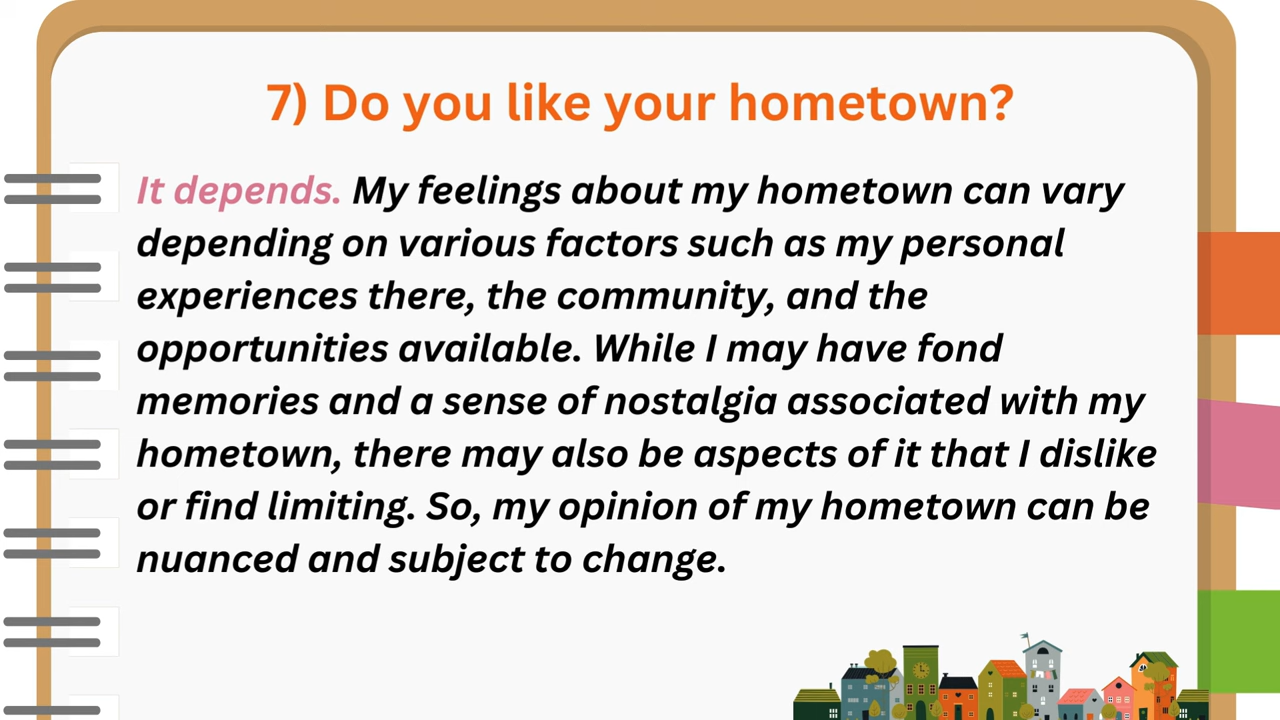 7) Do you like your hometown?
It depends. My feelings about my hometown can vary
depending on various factors such as my personal
experiences there, the community, and the
opportunities available. While I may have fond
memories and a sense of nostalgia associated with my
hometown, there may also be aspects of it that I dislike
or find limiting. So, my opinion of my hometown can be
nuanced and subject to change.